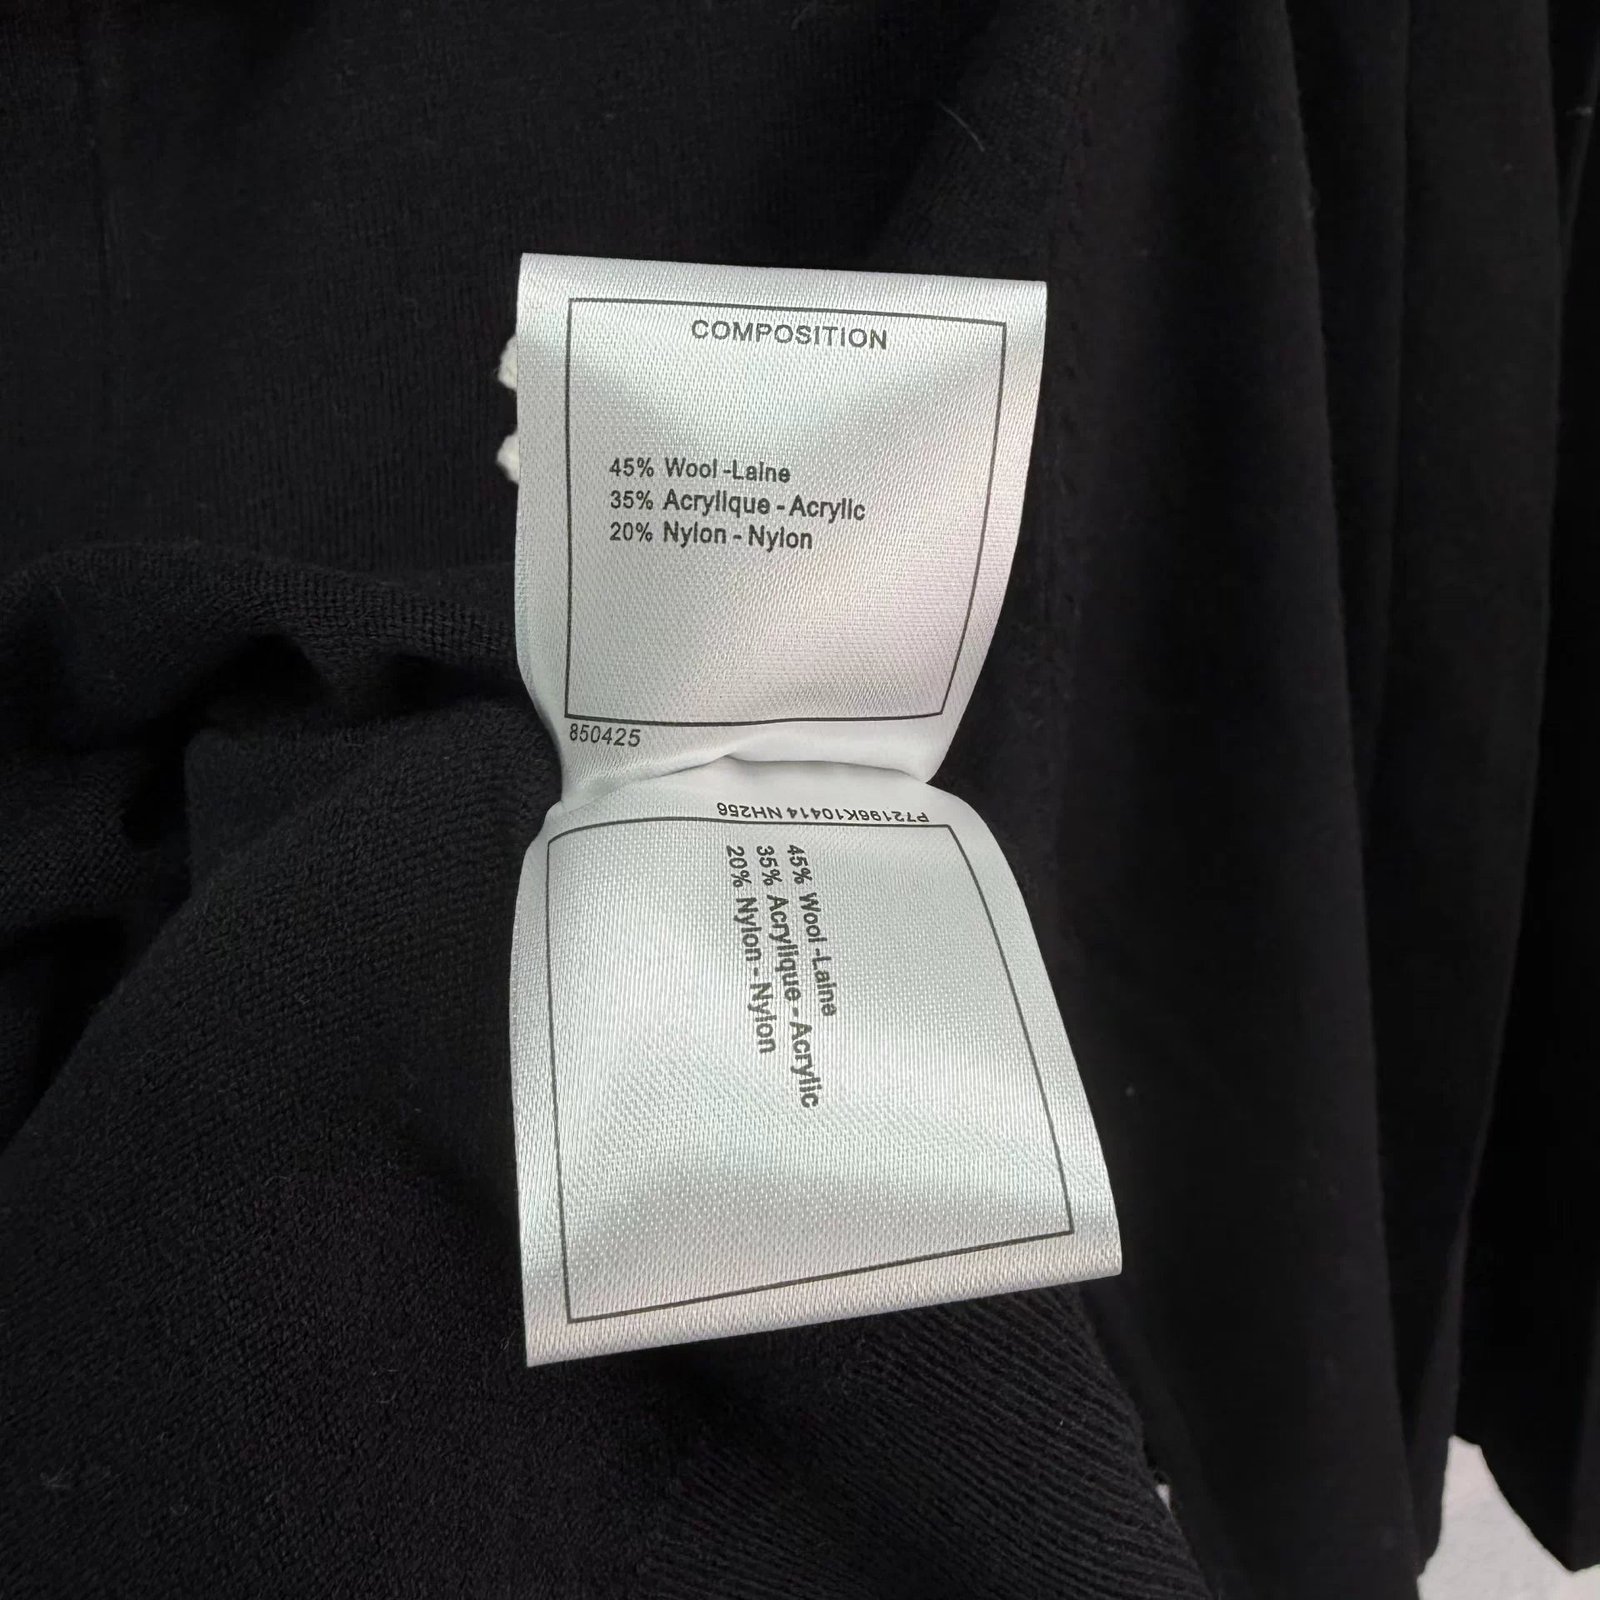 COMPOSITION
45% Wool -Laine
35% Acrylique - Acrylic
20% Nylon - Nylon
850425
P72196K10414 NH256
45% Wool -Laine
35% Acrylique - Acrylic
20% Nylon - Nylon